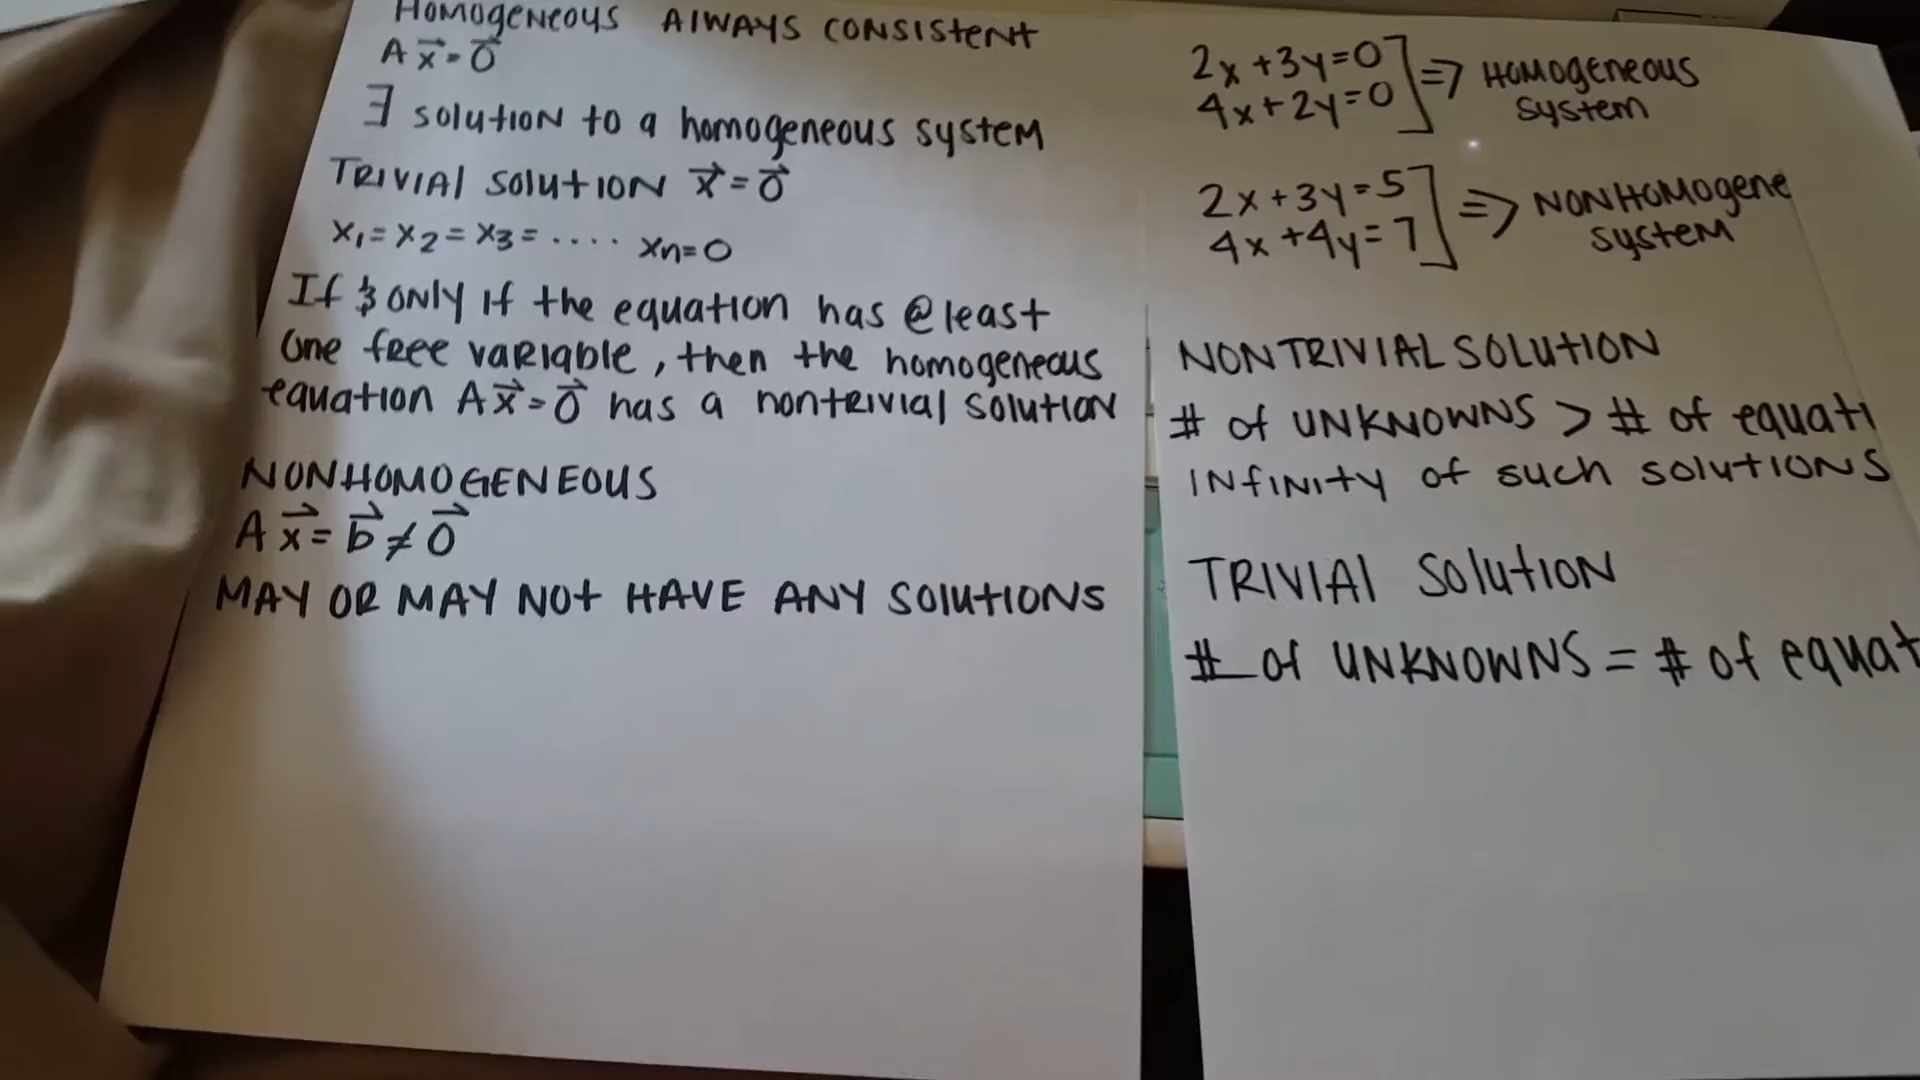 Homogeneous Always consistent
A x⃗ = 0⃗
∃ solution to a homogeneous system
Trivial solution x⃗ = 0⃗
x₁ = x₂ = x₃ = .... xn = 0
If & only if the equation has @ least
one free variable, then the homogeneous
equation A x⃗ = 0⃗ has a nontrivial solution
NONHOMOGENEOUS
A x⃗ = b⃗ ≠ 0⃗
MAY OR MAY NOT HAVE ANY SOLUTIONS
2x + 3y = 0
4x + 2y = 0 ] => Homogeneous
system
2x + 3y = 5
4x + 4y = 7 ] => NONHOMOgene
system
NONTRIVIAL SOLUTION
# of UNKNOWNS > # of equati
INfINIty of such solutIONS
TRIVIAl Solution
# of UNKNOWNS = # of equat